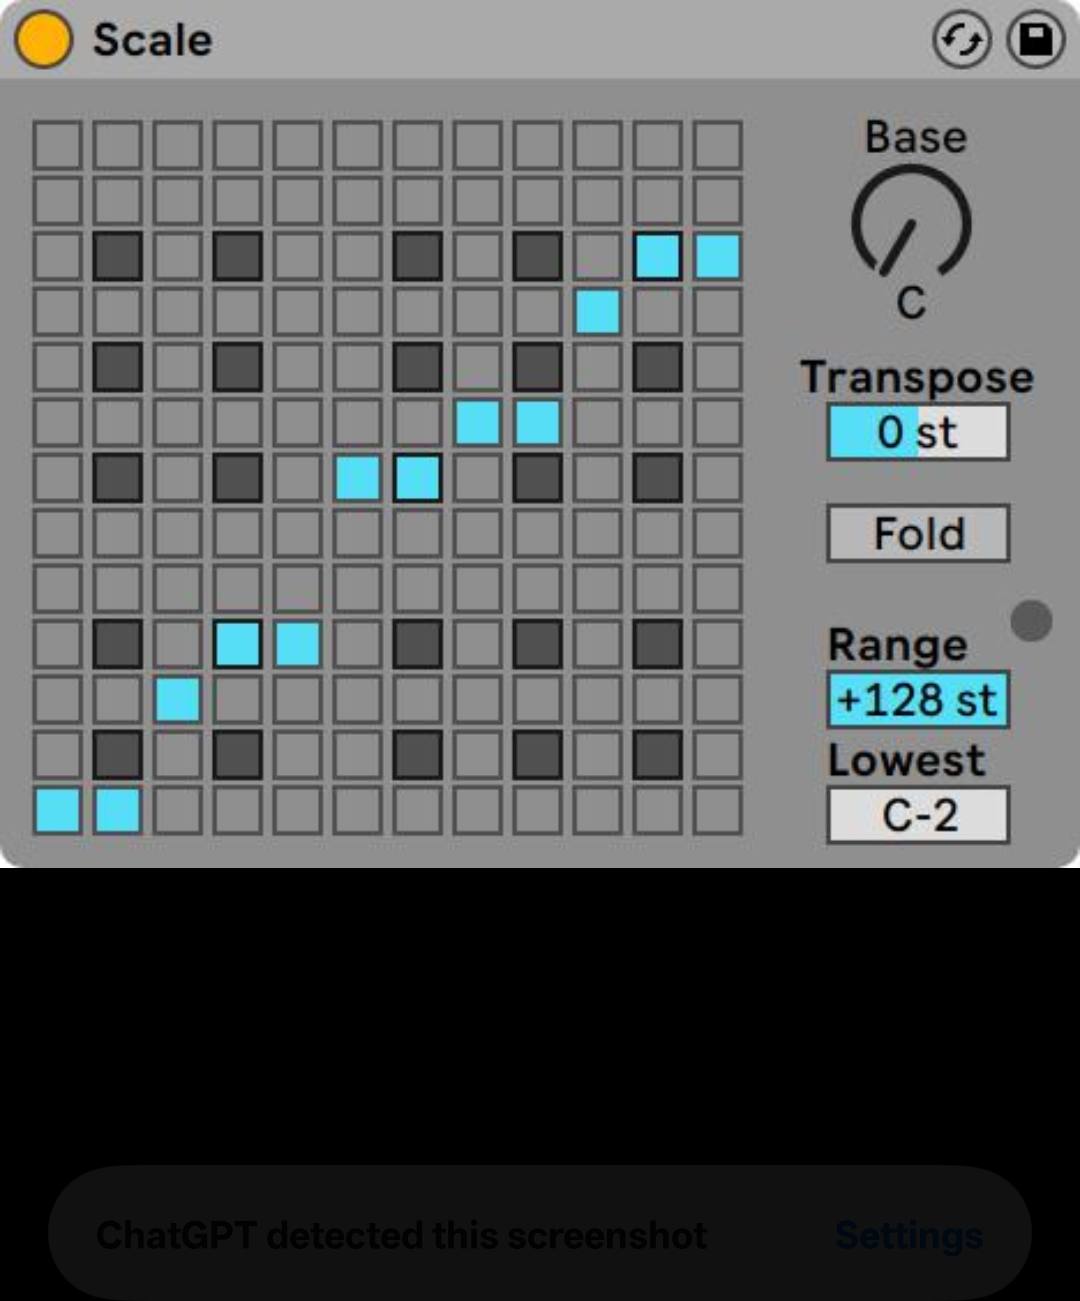 Scale
Base
C
Transpose
0 st
Fold
Range
+128 st
Lowest
C-2
ChatGPT detected this screenshot
Settings